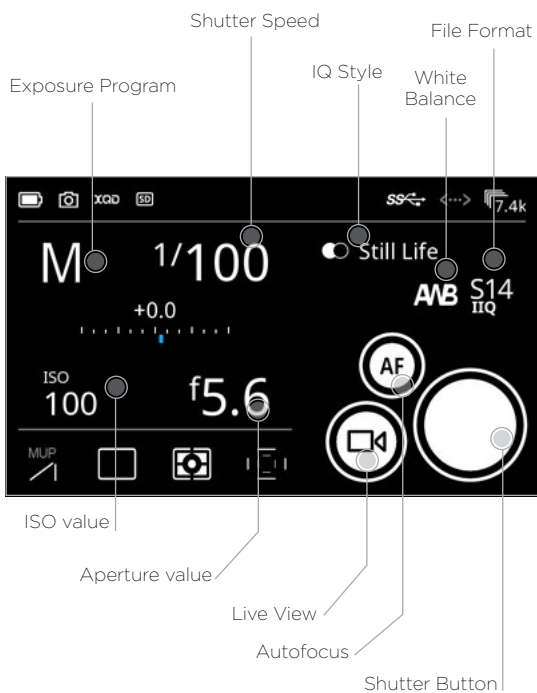 Shutter Speed
File Format
IQ Style
White
Balance
Exposure Program
XQD
SD
SS
7.4k
M
1/100
Still Life
+0.0
AWB
S14
IIQ
AF
ISO
100
f5.6
MUP
ISO value
Aperture value
Live View
Autofocus
Shutter Button